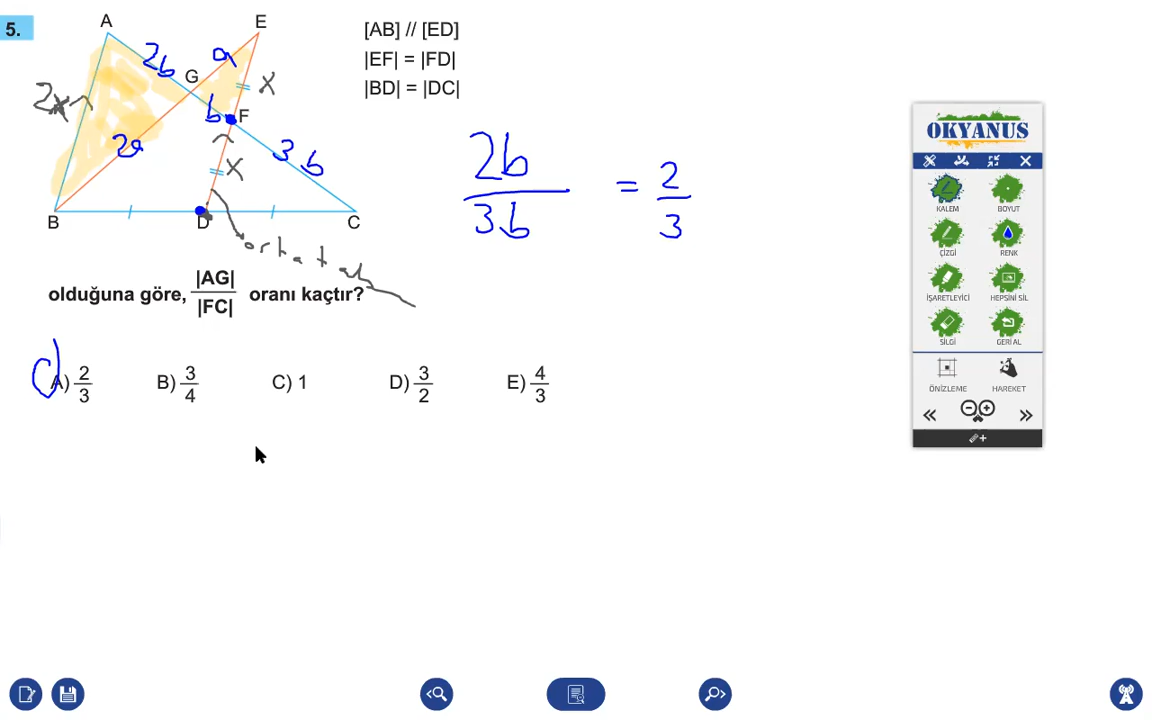 5.
A
E
2b
a
[AB] // [ED]
|EF| = |FD|
|BD| = |DC|
G
x
2x
b
F
2a
3b
x
B
D
C
ortataban
2b/3b = 2/3
olduğuna göre, |AG|/|FC| oranı kaçtır?
A) 2/3 B) 3/4 C) 1 D) 3/2 E) 4/3
OKYANUS
KALEM BOYUT
ÇİZGİ RENK
İŞARETLEYİCİ HEPSİNİ SİL
SİLGİ GERİ AL
ÖNİZLEME HAREKET